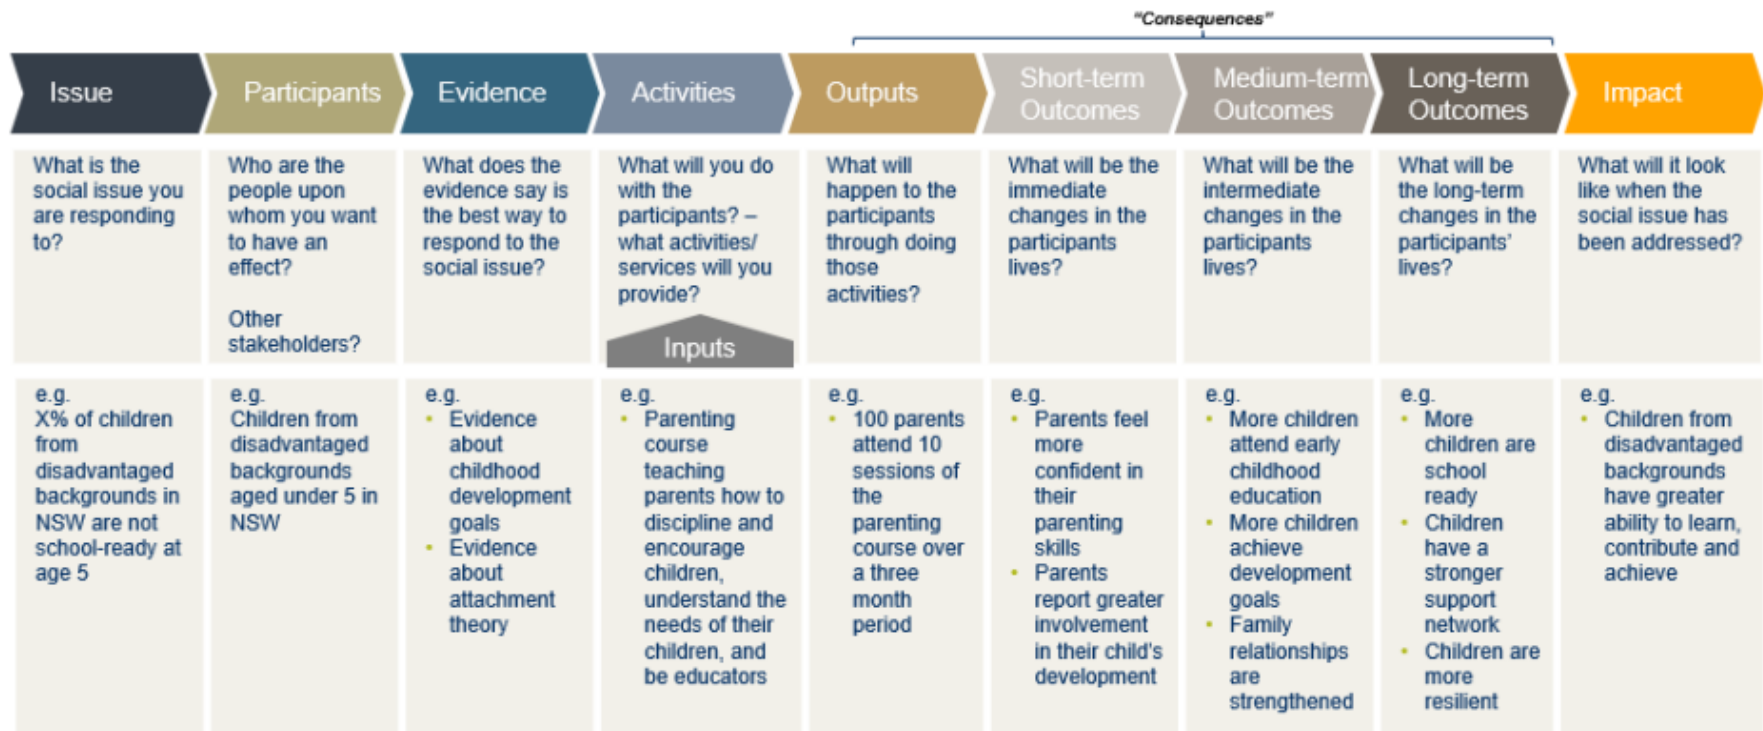 "Consequences"
Issue
Participants
Evidence
Activities
Outputs
Short-term
Outcomes
Medium-term
Outcomes
Long-term
Outcomes
Impact
What is the
social issue you
are responding
to?
Who are the
people upon
whom you want
to have an
effect?
Other
stakeholders?
What does the
evidence say is
the best way to
respond to the
social issue?
What will you do
with the
participants? –
what activities/
services will you
provide?
Inputs
What will
happen to the
participants
through doing
those
activities?
What will be the
immediate
changes in the
participants
lives?
What will be the
intermediate
changes in the
participants
lives?
What will be
the long-term
changes in the
participants'
lives?
What will it look
like when the
social issue has
been addressed?
e.g.
X% of children
from
disadvantaged
backgrounds in
NSW are not
school-ready at
age 5
e.g.
Children from
disadvantaged
backgrounds
aged under 5 in
NSW
e.g.
• Evidence
about
childhood
development
goals
• Evidence
about
attachment
theory
e.g.
• Parenting
course
teaching
parents how to
discipline and
encourage
children,
understand the
needs of their
children, and
be educators
e.g.
• 100 parents
attend 10
sessions of
the
parenting
course over
a three
month
period
e.g.
• Parents feel
more
confident in
their
parenting
skills
• Parents
report greater
involvement
in their child's
development
e.g.
• More children
attend early
childhood
education
• More children
achieve
development
goals
• Family
relationships
are
strengthened
e.g.
• More
children are
school
ready
• Children
have a
stronger
support
network
• Children are
more
resilient
e.g.
• Children from
disadvantaged
backgrounds
have greater
ability to learn,
contribute and
achieve